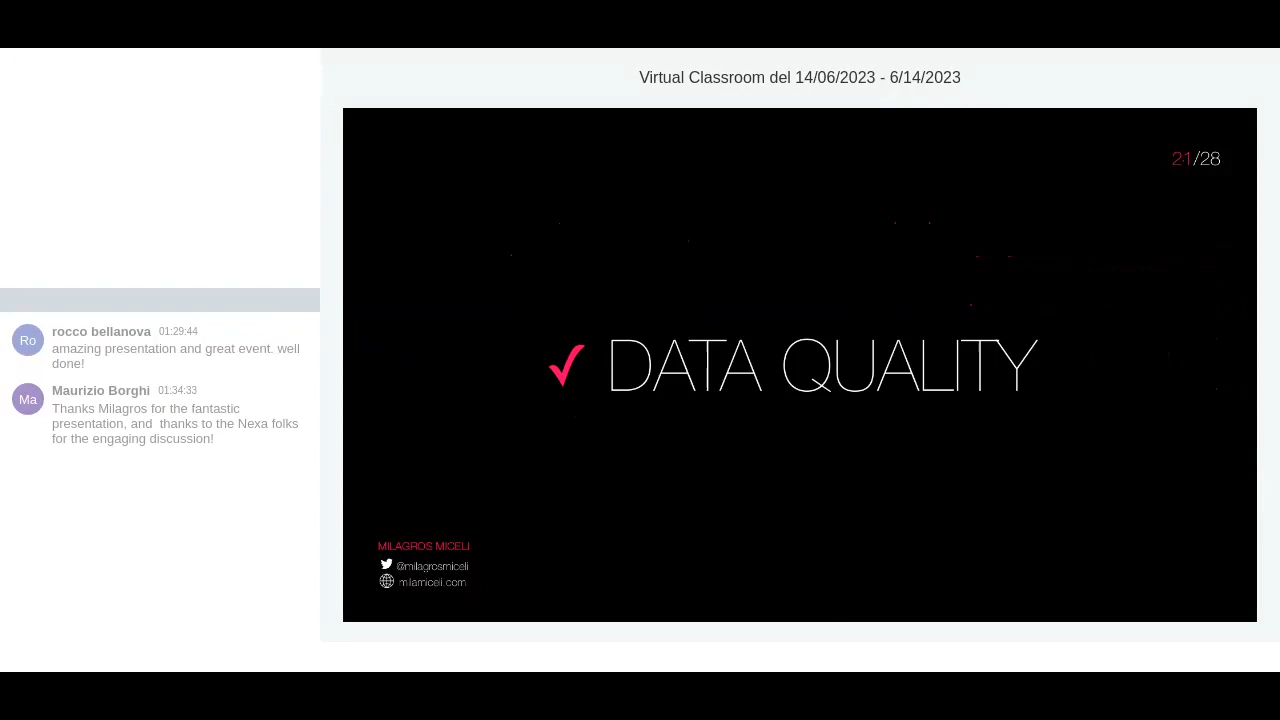 Virtual Classroom del 14/06/2023 - 6/14/2023
21/28
DATA QUALITY
MILAGROS MICELI
@milagrosmiceli
milamiceli.com
Ro
rocco bellanova 01:29:44
amazing presentation and great event. well
done!
Ma
Maurizio Borghi 01:34:33
Thanks Milagros for the fantastic
presentation, and  thanks to the Nexa folks
for the engaging discussion!